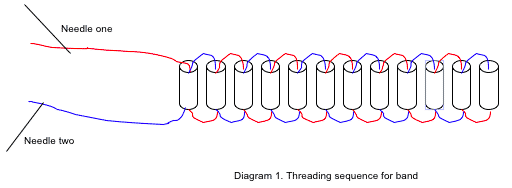 Needle one
Needle two
Diagram 1. Threading sequence for band